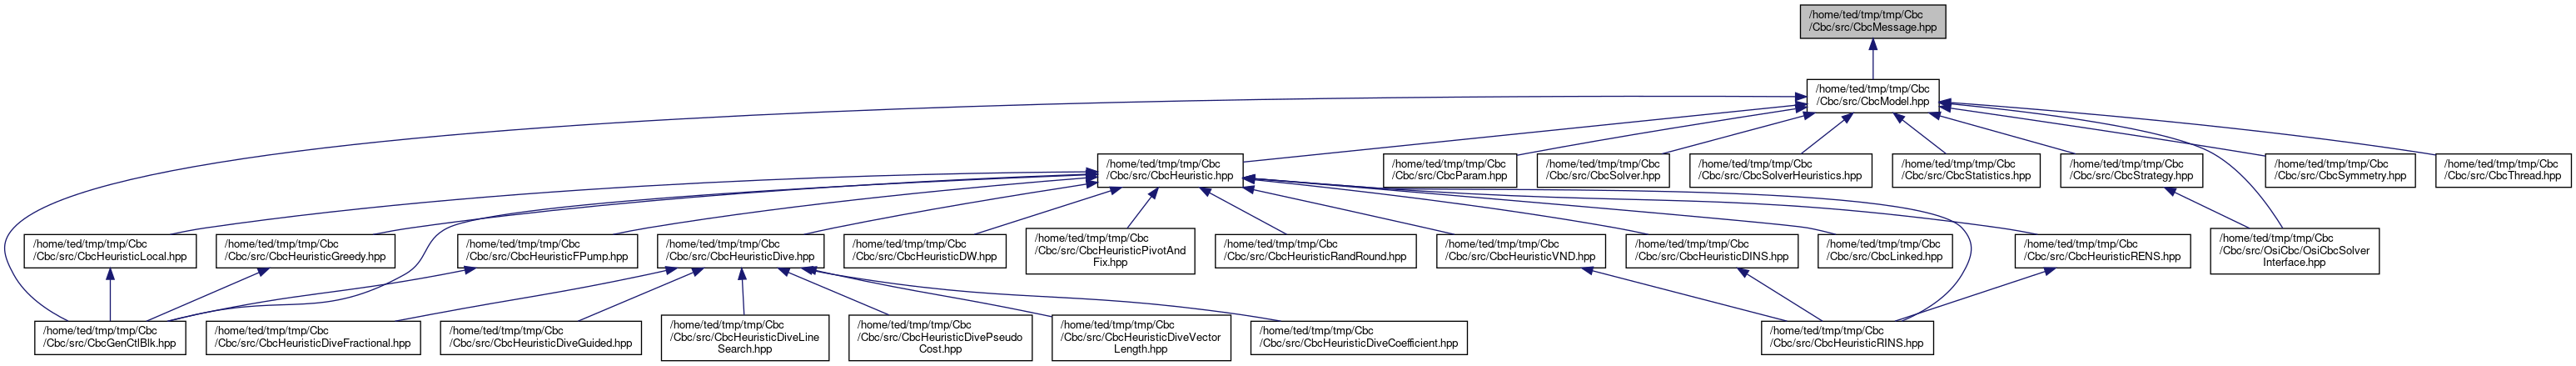 /home/ted/tmp/tmp/Cbc
/Cbc/src/CbcMessage.hpp
/home/ted/tmp/tmp/Cbc
/Cbc/src/CbcModel.hpp
/home/ted/tmp/tmp/Cbc
/Cbc/src/CbcHeuristic.hpp
/home/ted/tmp/tmp/Cbc
/Cbc/src/CbcParam.hpp
/home/ted/tmp/tmp/Cbc
/Cbc/src/CbcSolver.hpp
/home/ted/tmp/tmp/Cbc
/Cbc/src/CbcSolverHeuristics.hpp
/home/ted/tmp/tmp/Cbc
/Cbc/src/CbcStatistics.hpp
/home/ted/tmp/tmp/Cbc
/Cbc/src/CbcStrategy.hpp
/home/ted/tmp/tmp/Cbc
/Cbc/src/CbcSymmetry.hpp
/home/ted/tmp/tmp/Cbc
/Cbc/src/CbcThread.hpp
/home/ted/tmp/tmp/Cbc
/Cbc/src/CbcHeuristicLocal.hpp
/home/ted/tmp/tmp/Cbc
/Cbc/src/CbcHeuristicGreedy.hpp
/home/ted/tmp/tmp/Cbc
/Cbc/src/CbcHeuristicFPump.hpp
/home/ted/tmp/tmp/Cbc
/Cbc/src/CbcHeuristicDive.hpp
/home/ted/tmp/tmp/Cbc
/Cbc/src/CbcHeuristicDW.hpp
/home/ted/tmp/tmp/Cbc
/Cbc/src/CbcHeuristicPivotAnd
Fix.hpp
/home/ted/tmp/tmp/Cbc
/Cbc/src/CbcHeuristicRandRound.hpp
/home/ted/tmp/tmp/Cbc
/Cbc/src/CbcHeuristicVND.hpp
/home/ted/tmp/tmp/Cbc
/Cbc/src/CbcHeuristicDINS.hpp
/home/ted/tmp/tmp/Cbc
/Cbc/src/CbcLinked.hpp
/home/ted/tmp/tmp/Cbc
/Cbc/src/CbcHeuristicRENS.hpp
/home/ted/tmp/tmp/Cbc
/Cbc/src/OsiCbc/OsiCbcSolver
Interface.hpp
/home/ted/tmp/tmp/Cbc
/Cbc/src/CbcGenCtlBlk.hpp
/home/ted/tmp/tmp/Cbc
/Cbc/src/CbcHeuristicDiveFractional.hpp
/home/ted/tmp/tmp/Cbc
/Cbc/src/CbcHeuristicDiveGuided.hpp
/home/ted/tmp/tmp/Cbc
/Cbc/src/CbcHeuristicDiveLine
Search.hpp
/home/ted/tmp/tmp/Cbc
/Cbc/src/CbcHeuristicDivePseudo
Cost.hpp
/home/ted/tmp/tmp/Cbc
/Cbc/src/CbcHeuristicDiveVector
Length.hpp
/home/ted/tmp/tmp/Cbc
/Cbc/src/CbcHeuristicDiveCoefficient.hpp
/home/ted/tmp/tmp/Cbc
/Cbc/src/CbcHeuristicRINS.hpp